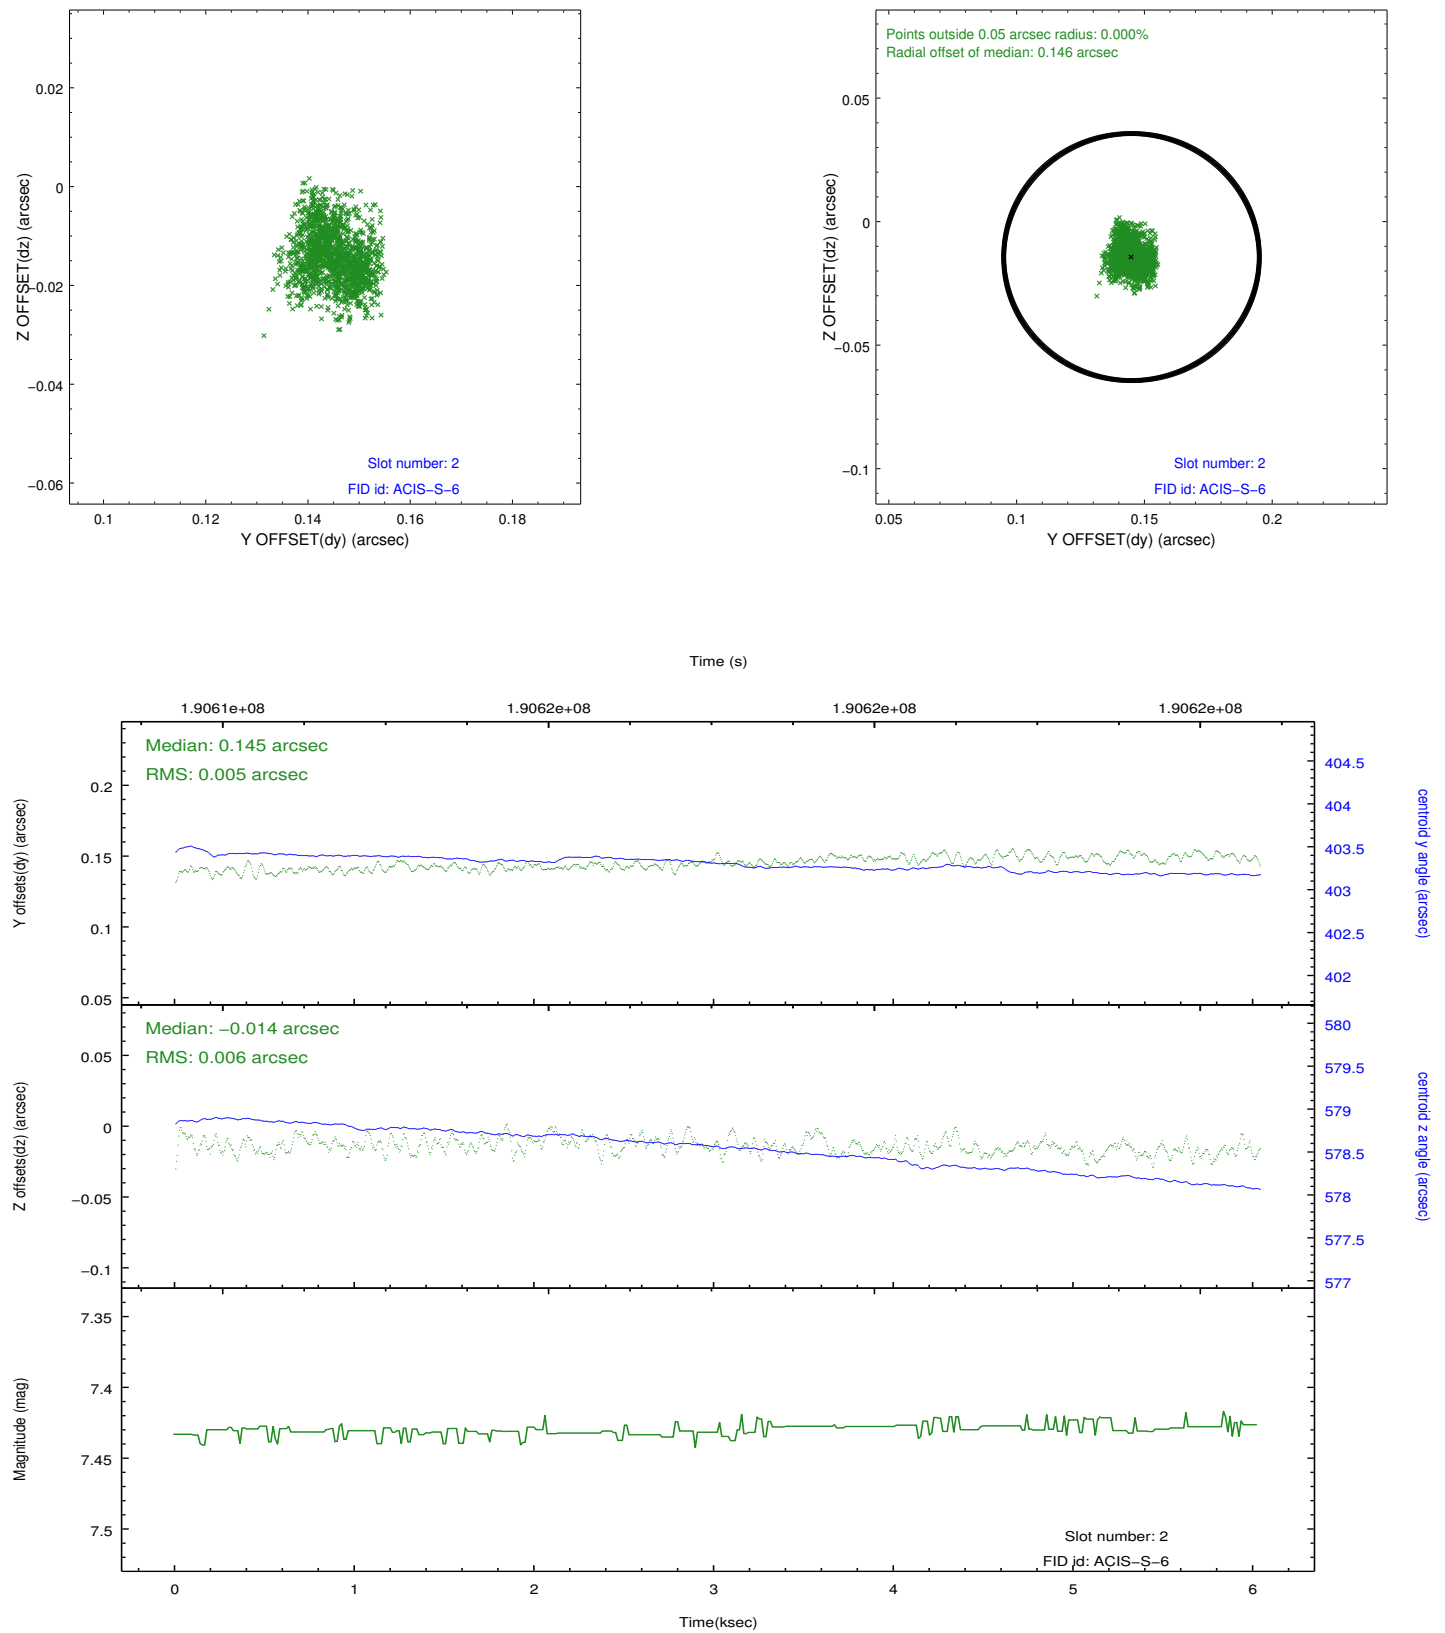 0.02
0
−0.02
−0.04
−0.06
Z OFFSET(dz) (arcsec)
Slot number: 2
FID id: ACIS−S−6
0.1
0.12
0.14
0.16
0.18
Y OFFSET(dy) (arcsec)
Points outside 0.05 arcsec radius: 0.000%
Radial offset of median: 0.146 arcsec
0.05
0
−0.05
−0.1
Z OFFSET(dz) (arcsec)
Slot number: 2
FID id: ACIS−S−6
0.05
0.1
0.15
0.2
Y OFFSET(dy) (arcsec)
Time (s)
1.9061e+08
1.9062e+08
1.9062e+08
1.9062e+08
Median: 0.145 arcsec
RMS: 0.005 arcsec
0.2
0.15
0.1
0.05
Y offsets(dy) (arcsec)
404.5
404
403.5
403
402.5
402
centroid y angle (arcsec)
Median: −0.014 arcsec
RMS: 0.006 arcsec
0.05
0
−0.05
−0.1
Z offsets(dz) (arcsec)
580
579.5
579
578.5
578
577.5
577
centroid z angle (arcsec)
7.35
7.4
7.45
7.5
Magnitude (mag)
Slot number: 2
FID id: ACIS−S−6
0
1
2
3
4
5
6
Time(ksec)